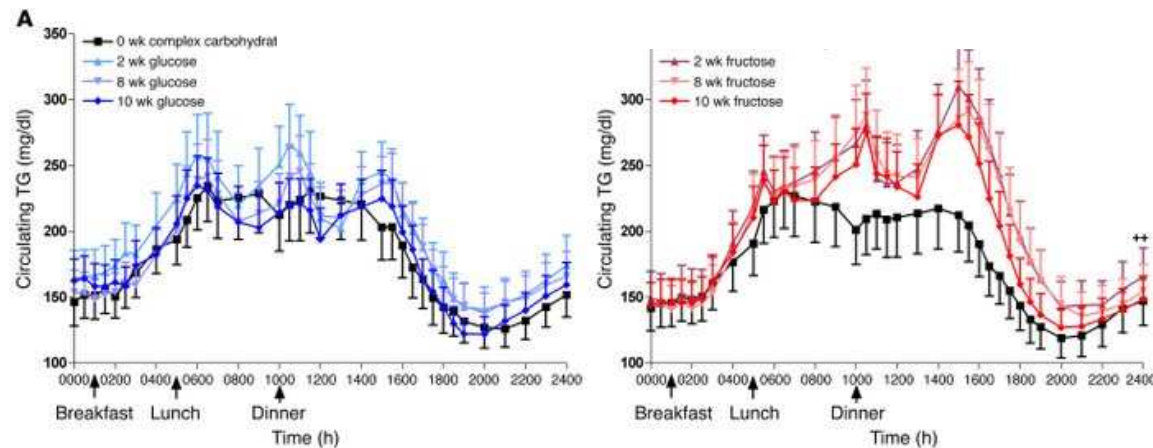 A
350
300
250
200
150
100
Circulating TG (mg/dl)
0 wk complex carbohydrat
2 wk glucose
8 wk glucose
10 wk glucose
0000 0200 0400 0600 0800 1000 1200 1400 1600 1800 2000 2200 2400
Breakfast Lunch Dinner
Time (h)
300
250
200
150
100
Circulating TG (mg/dl)
2 wk fructose
8 wk fructose
10 wk fructose
++
0000 0200 0400 0600 0800 1000 1200 1400 1600 1800 2000 2200 2400
Breakfast Lunch Dinner
Time (h)